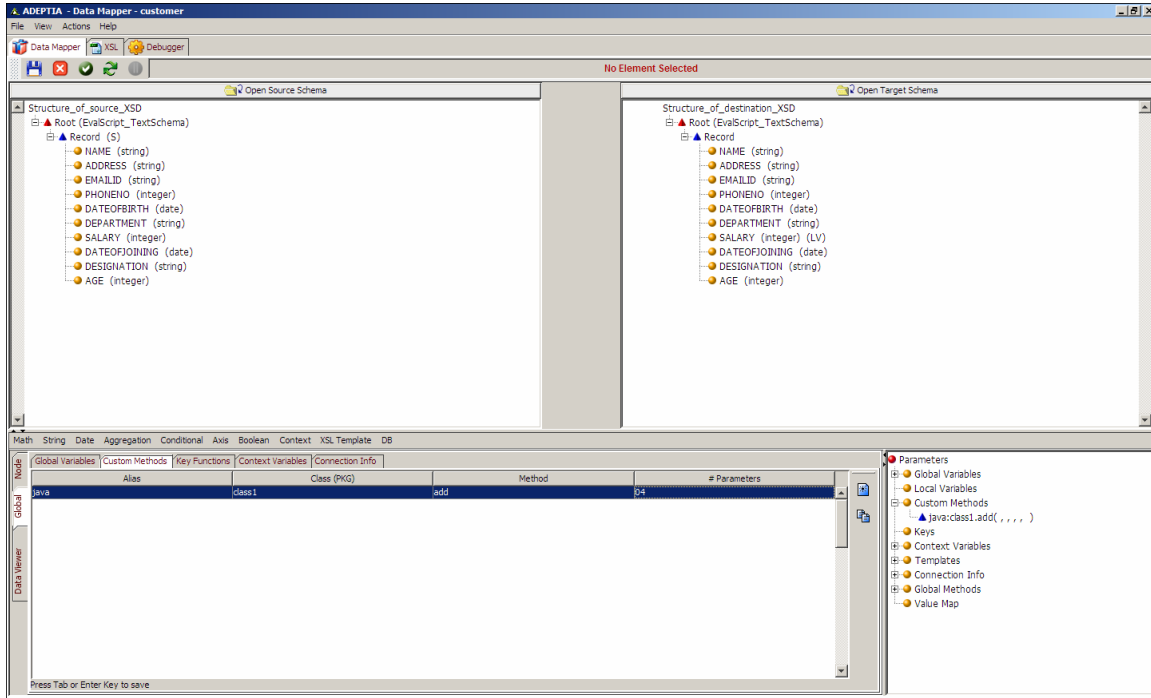 ADEPTIA - Data Mapper - customer
File View Actions Help
Data Mapper XSL Debugger
No Element Selected
Open Source Schema
Open Target Schema
Structure_of_source_XSD
Root (EvalScript_TextSchema)
Record (S)
NAME (string)
ADDRESS (string)
EMAILID (string)
PHONENO (integer)
DATEOFBIRTH (date)
DEPARTMENT (string)
SALARY (integer)
DATEOFJOINING (date)
DESIGNATION (string)
AGE (integer)
Structure_of_destination_XSD
Root (EvalScript_TextSchema)
Record
NAME (string)
ADDRESS (string)
EMAILID (string)
PHONENO (integer)
DATEOFBIRTH (date)
DEPARTMENT (string)
SALARY (integer) (LV)
DATEOFJOINING (date)
DESIGNATION (string)
AGE (integer)
Math String Date Aggregation Conditional Axis Boolean Context XSL Template DB
Node
Global
Data Viewer
Global Variables Custom Methods Key Functions Context Variables Connection Info
Alias Class (PKG) Method # Parameters
java class1 add 04
Press Tab or Enter Key to save
Parameters
Global Variables
Local Variables
Custom Methods
java:class1.add( , , , , )
Keys
Context Variables
Templates
Connection Info
Global Methods
Value Map